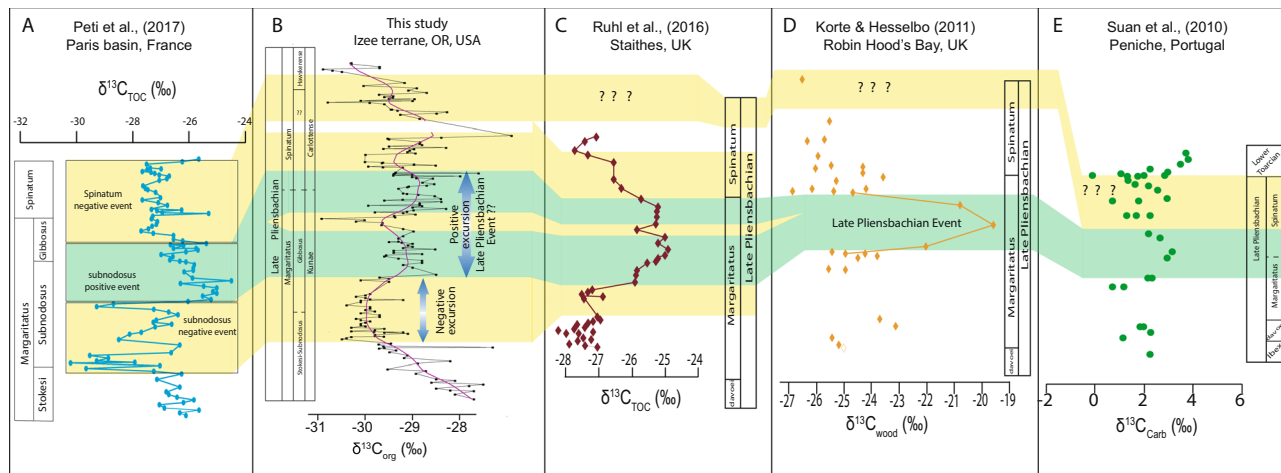 A
Peti et al., (2017)
Paris basin, France
δ13CTOC (‰)
-32 -30 -28 -26 -24
Margaritatus
Spinatum
Gibbosus
Subnodosus
Stokesi
Spinatum
negative event
subnodosus
positive event
subnodosus
negative event
B
This study
Izee terrane, OR, USA
Late Pliensbachian
Margaritatus
Spinatum
Stokesi Subnodosus
Gibbosus
Kunae
Carlottense
??
Positive
excursion
Late Pliensbachian
Event ??
Negative
excursion
-31 -30 -29 -28
δ13Corg (‰)
C
Ruhl et al., (2016)
Staithes, UK
? ? ?
Spinatum
Margaritatus
davoei
Late Pliensbachian
-28 -27 -26 -25 -24
δ13CTOC (‰)
D
Korte & Hesselbo (2011)
Robin Hood's Bay, UK
? ? ?
Late Pliensbachian Event
Spinatum
Margaritatus
davoei
Late Pliensbachian
-27 -26 -25 -24 -23 -22 -21 -20 -19
δ13Cwood (‰)
E
Suan et al., (2010)
Peniche, Portugal
? ? ?
Lower
Toarcian
Late Pliensbachian
Spinatum
Margaritatus
Ibex
-2 0 2 4 6
δ13CCarb (‰)